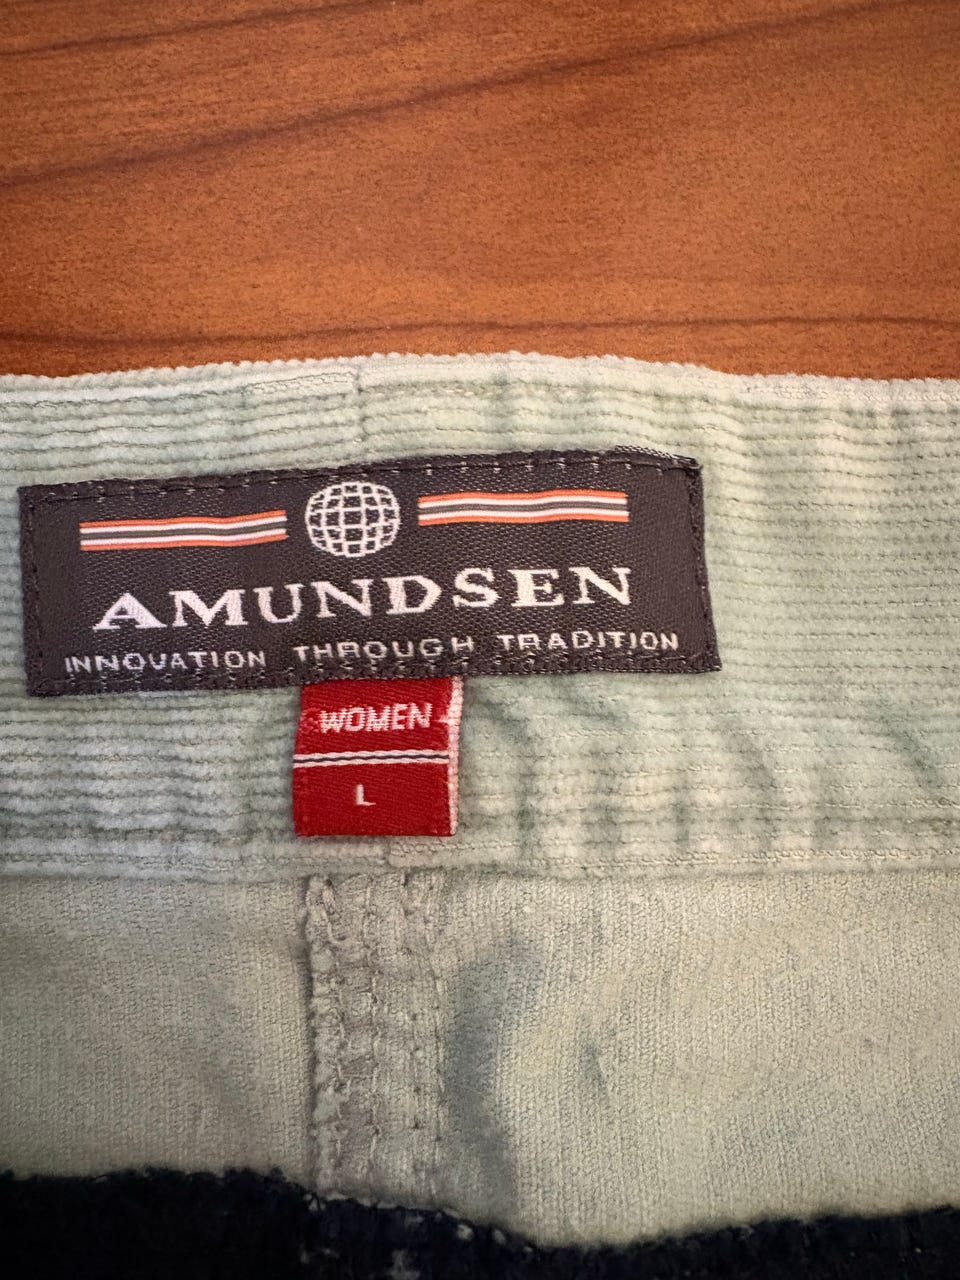 AMUNDSEN
INNOVATION THROUGH TRADITION
WOMEN
L